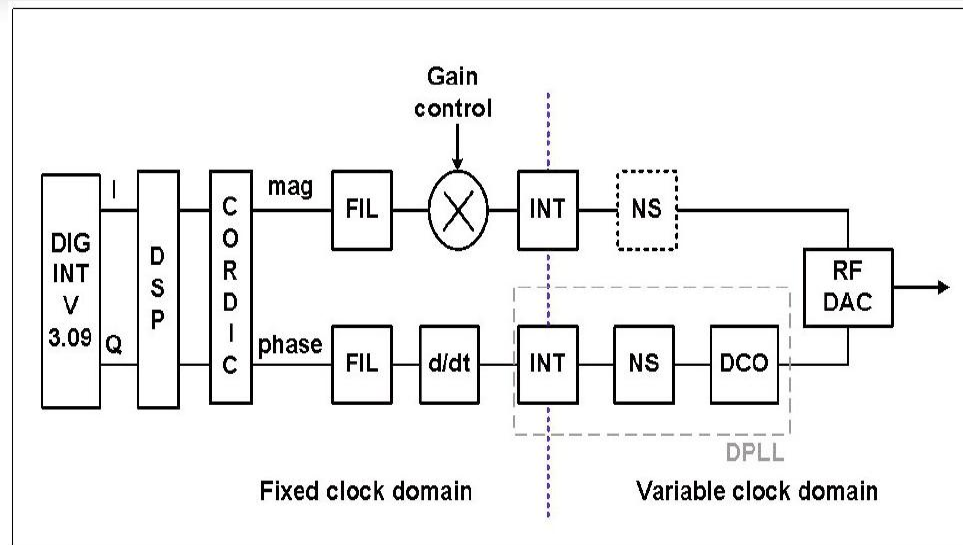 Gain
control
I
mag
DIG
INT
V
3.09
Q
D
S
P
C
O
R
D
I
C
FIL
INT
NS
RF
DAC
phase
FIL
d/dt
INT
NS
DCO
DPLL
Fixed clock domain
Variable clock domain